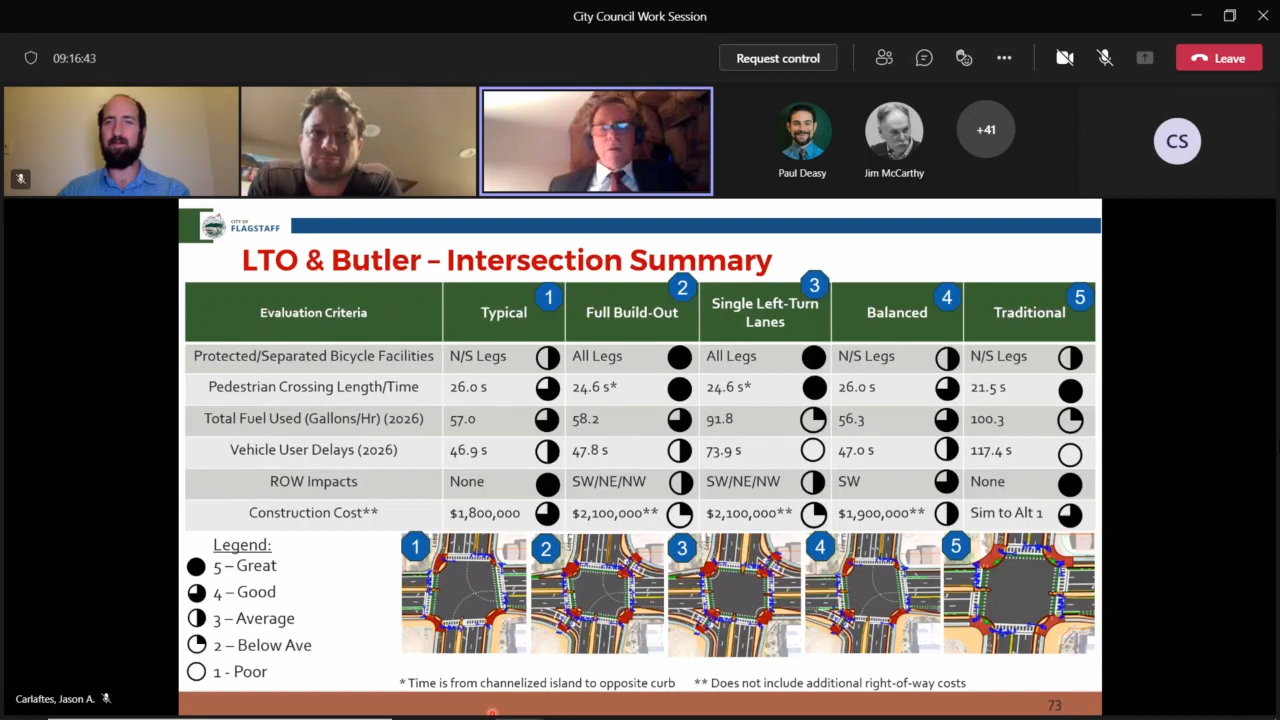 City Council Work Session
09:16:43
Request control
Leave
+41
CS
Paul Deasy
Jim McCarthy
CITY OF
FLAGSTAFF
LTO & Butler – Intersection Summary
Evaluation Criteria Typical 1 Full Build-Out 2 Single Left-Turn Lanes 3 Balanced 4 Traditional 5
Protected/Separated Bicycle Facilities N/S Legs All Legs All Legs N/S Legs N/S Legs
Pedestrian Crossing Length/Time 26.0 s 24.6 s* 24.6 s* 26.0 s 21.5 s
Total Fuel Used (Gallons/Hr) (2026) 57.0 58.2 91.8 56.3 100.3
Vehicle User Delays (2026) 46.9 s 47.8 s 73.9 s 47.0 s 117.4 s
ROW Impacts None SW/NE/NW SW/NE/NW SW None
Construction Cost** $1,800,000 $2,100,000** $2,100,000** $1,900,000** Sim to Alt 1
Legend:
5 – Great
4 – Good
3 – Average
2 – Below Ave
1 - Poor
1 2 3 4 5
* Time is from channelized island to opposite curb ** Does not include additional right-of-way costs
Carlaftes, Jason A.
73